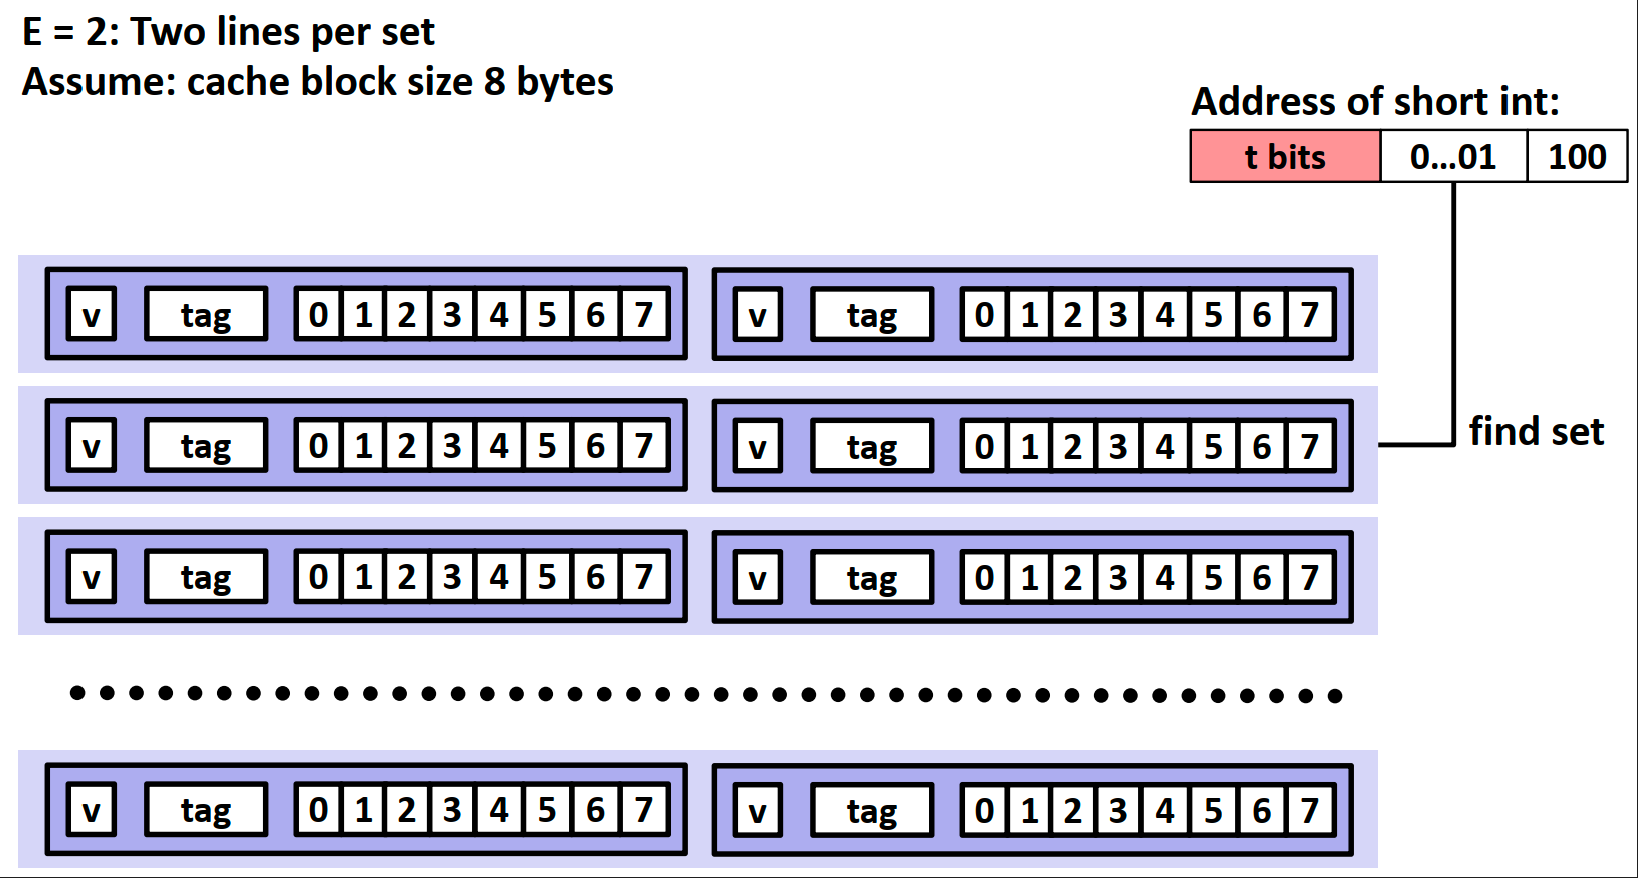 E = 2: Two lines per set
Assume: cache block size 8 bytes
Address of short int:
t bits 0...01 100
v tag 0 1 2 3 4 5 6 7 v tag 0 1 2 3 4 5 6 7
v tag 0 1 2 3 4 5 6 7 v tag 0 1 2 3 4 5 6 7
find set
v tag 0 1 2 3 4 5 6 7 v tag 0 1 2 3 4 5 6 7
v tag 0 1 2 3 4 5 6 7 v tag 0 1 2 3 4 5 6 7